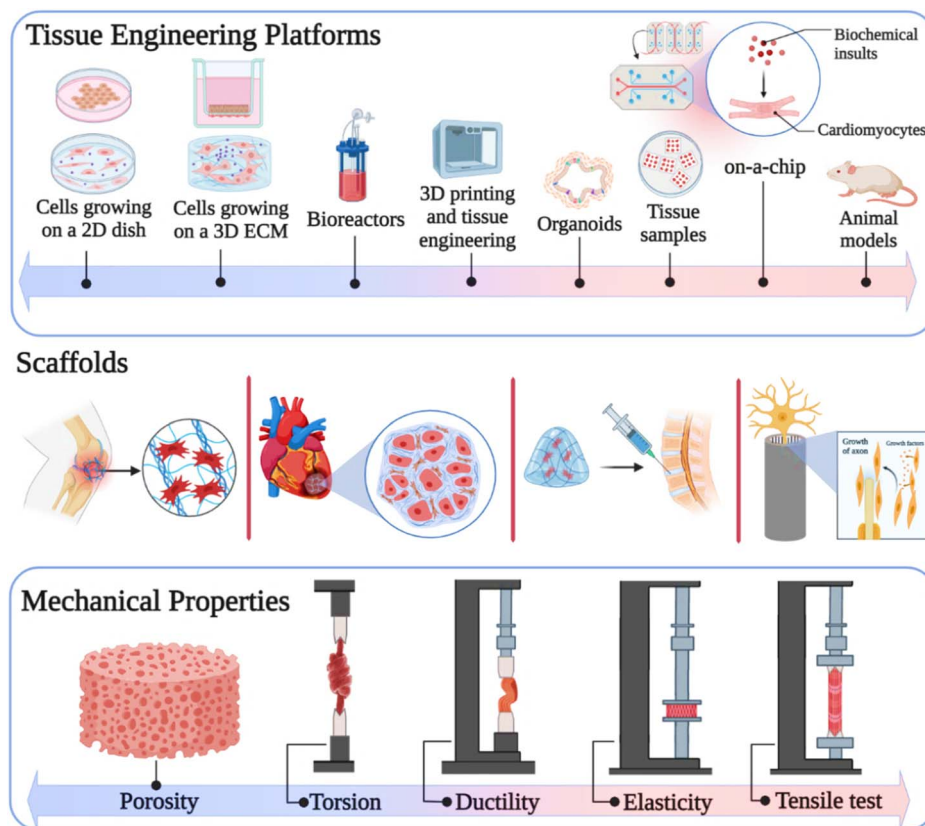 Tissue Engineering Platforms
Biochemical
insults
Cardiomyocytes
Cells growing
on a 2D dish
Cells growing
on a 3D ECM
Bioreactors
3D printing
and tissue
engineering
Organoids
Tissue
samples
on-a-chip
Animal
models
Scaffolds
Growth
of axon
Growth factors
Mechanical Properties
Porosity
Torsion
Ductility
Elasticity
Tensile test